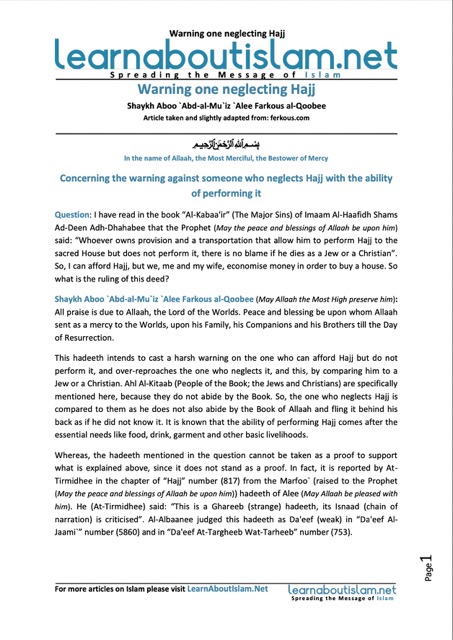 Warning one neglecting Hajj
learnaboutislam.net
Spreading the Message of Islam
Warning one neglecting Hajj
Shaykh Aboo `Abd-al-Mu`iz `Alee Farkous al-Qoobee
Article taken and slightly adapted from: ferkous.com
بِسْمِ اللَّهِ الرَّحْمَنِ الرَّحِيمِ
In the name of Allaah, the Most Merciful, the Bestower of Mercy
Concerning the warning against someone who neglects Hajj with the ability
of performing it
Question: I have read in the book “Al-Kabaa'ir” (The Major Sins) of Imaam Al-Haafidh Shams
Ad-Deen Adh-Dhahabee that the Prophet (May the peace and blessings of Allaah be upon him)
said: “Whoever owns provision and a transportation that allow him to perform Hajj to the
sacred House but does not perform it, there is no blame if he dies as a Jew or a Christian”.
So, I can afford Hajj, but we, me and my wife, economise money in order to buy a house. So
what is the ruling of this deed?
Shaykh Aboo `Abd-al-Mu`iz `Alee Farkous al-Qoobee (May Allaah the Most High preserve him):
All praise is due to Allaah, the Lord of the Worlds. Peace and blessing be upon whom Allaah
sent as a mercy to the Worlds, upon his Family, his Companions and his Brothers till the Day
of Resurrection.
This hadeeth intends to cast a harsh warning on the one who can afford Hajj but do not
perform it, and over-reproaches the one who neglects it, and this, by comparing him to a
Jew or a Christian. Ahl Al-Kitaab (People of the Book; the Jews and Christians) are specifically
mentioned here, because they do not abide by the Book. So, the one who neglects Hajj is
compared to them as he does not also abide by the Book of Allaah and fling it behind his
back as if he did not know it. It is known that the ability of performing Hajj comes after the
essential needs like food, drink, garment and other basic livelihoods.
Whereas, the hadeeth mentioned in the question cannot be taken as a proof to support
what is explained above, since it does not stand as a proof. In fact, it is reported by At-
Tirmidhee in the chapter of “Hajj” number (817) from the Marfoo` (raised to the Prophet
(May the peace and blessings of Allaah be upon him)) hadeeth of Alee (May Allaah be pleased with
him). He (At-Tirmidhee) said: “This is a Ghareeb (strange) hadeeth, its Isnaad (chain of
narration) is criticised”. Al-Albaanee judged this hadeeth as Da'eef (weak) in “Da'eef Al-
Jaami`” number (5860) and in “Da'eef At-Targheeb Wat-Tarheeb” number (753).
Page 1
For more articles on Islam please visit LearnAboutIslam.Net
learnaboutislam.net
Spreading the Message of Islam